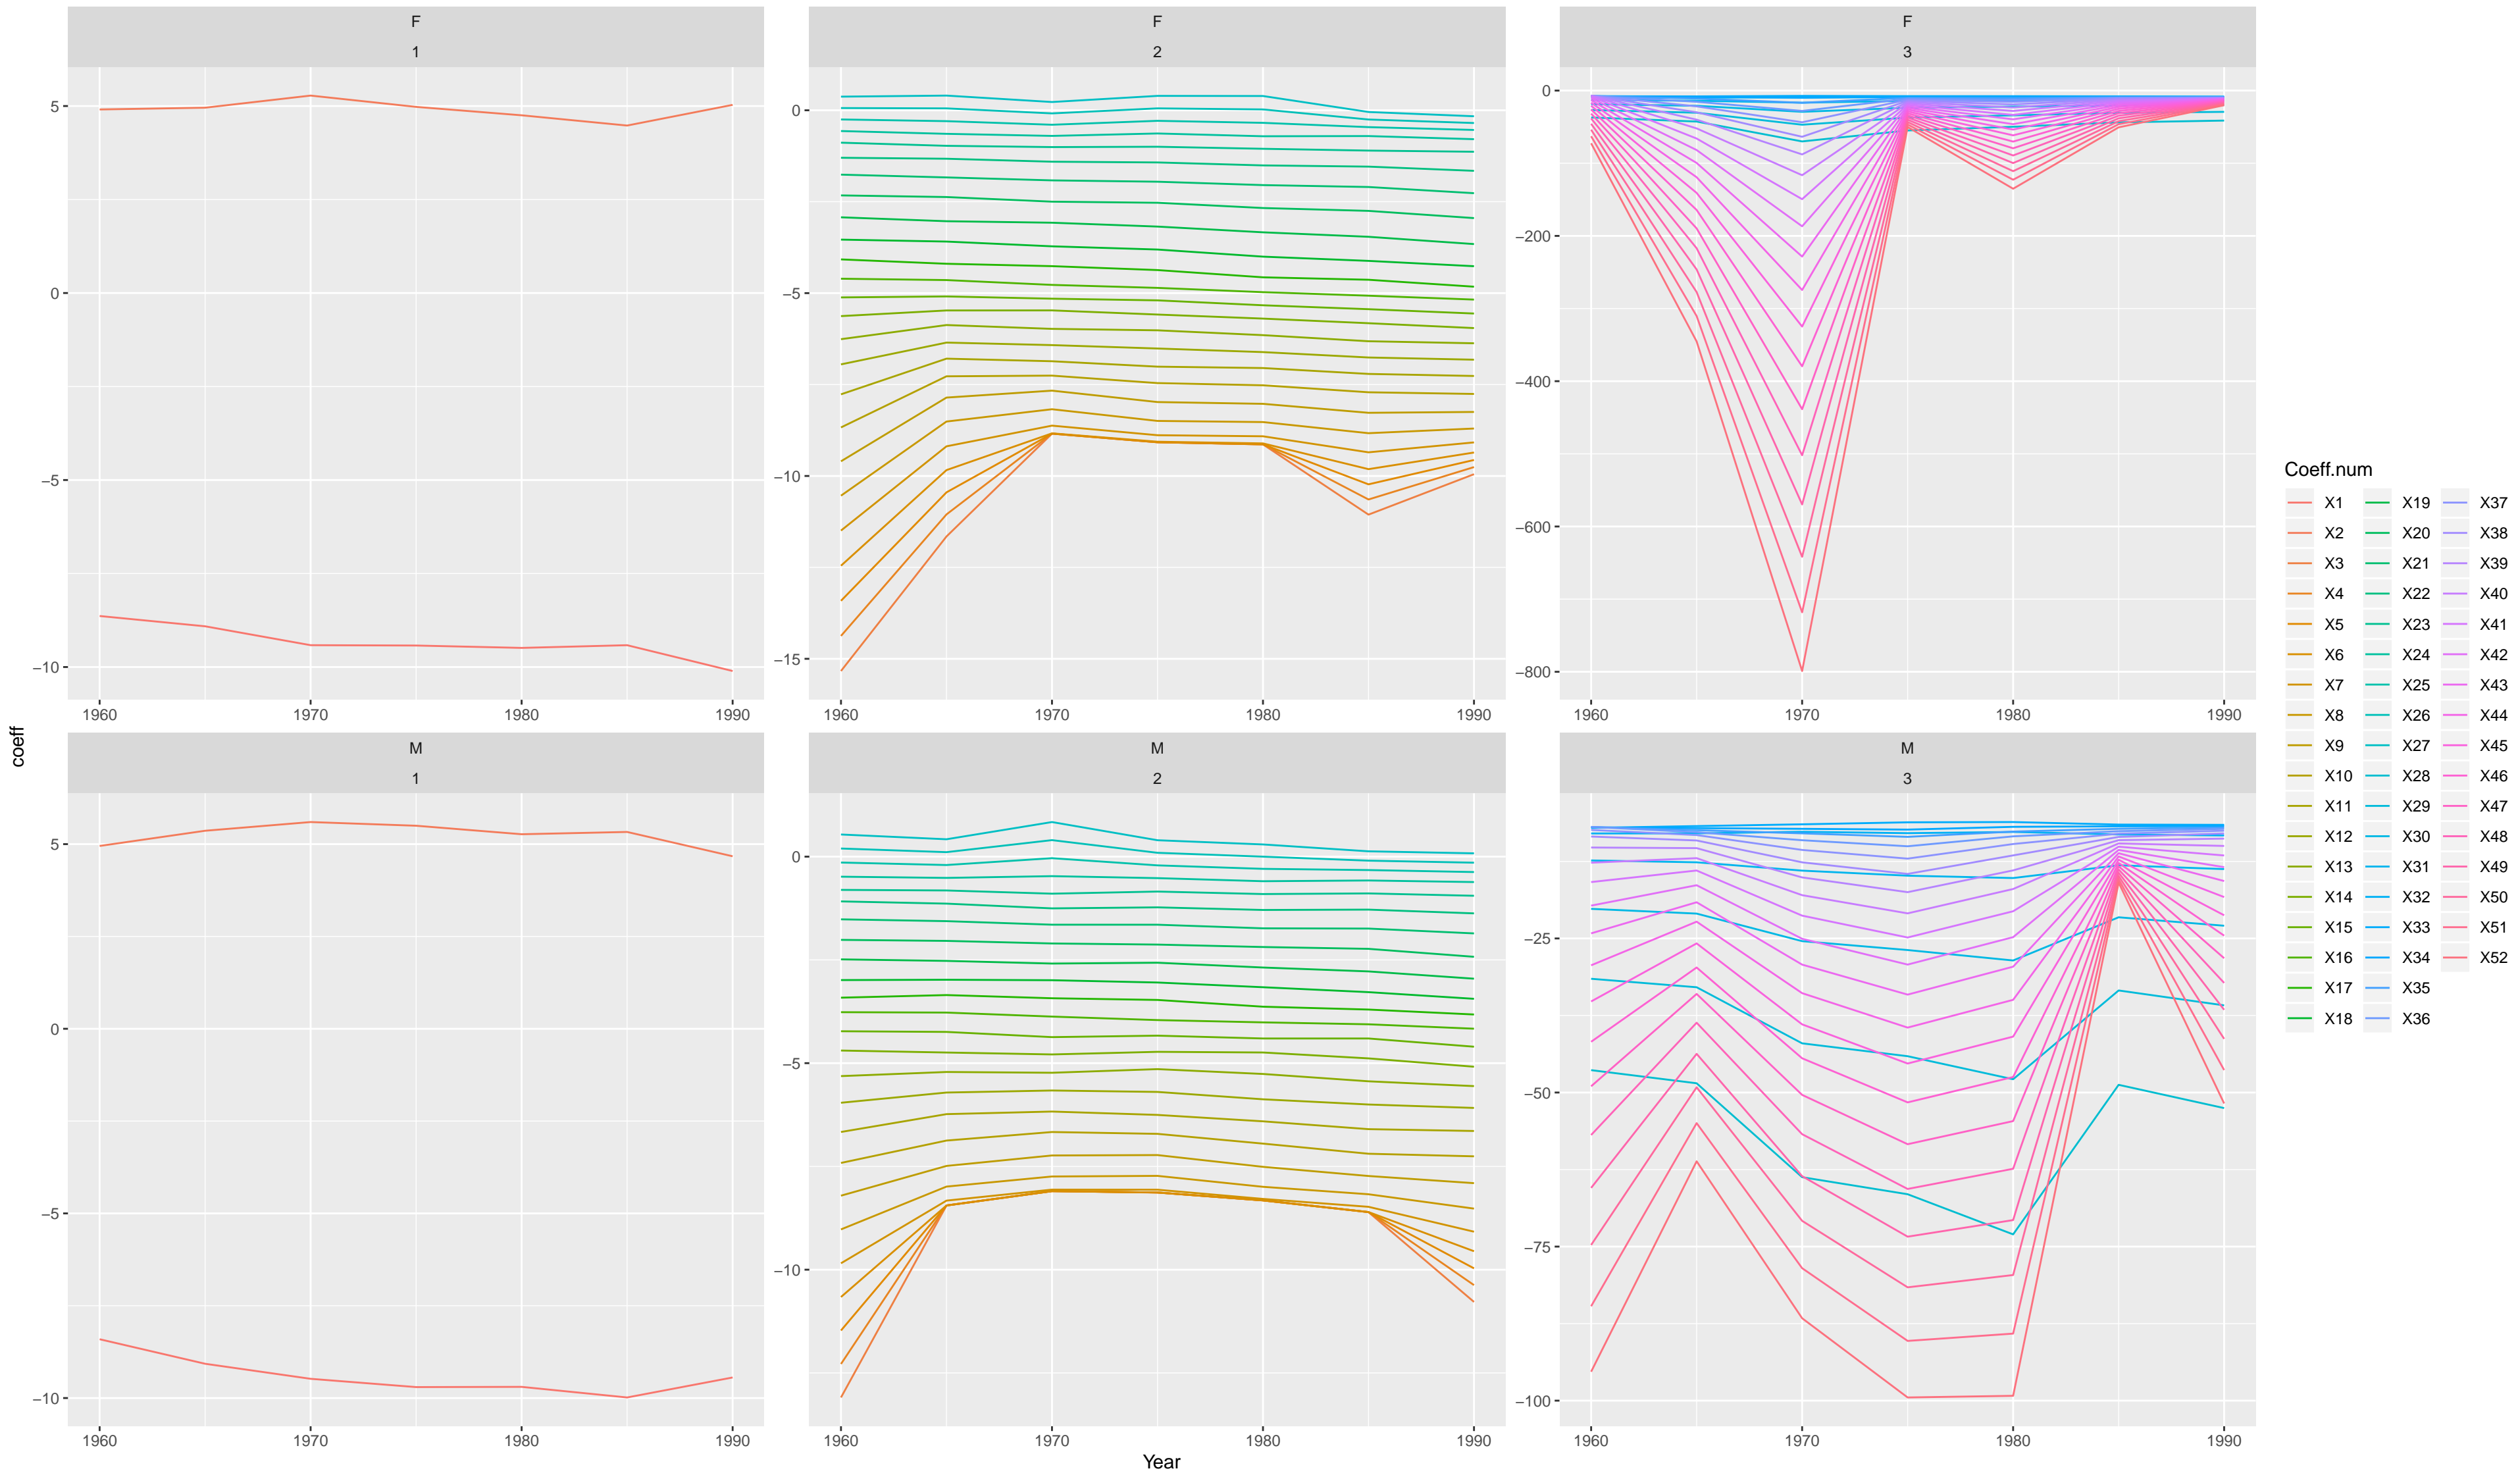 F
1
F
2
F
3
5
0
−5
−10
0
−5
−10
−15
0
−200
−400
−600
−800
1960 1970 1980 1990
1960 1970 1980 1990
1960 1970 1980 1990
coeff
M
1
M
2
M
3
5
0
−5
−10
0
−5
−10
−25
−50
−75
−100
1960 1970 1980 1990
1960 1970 1980 1990
1960 1970 1980 1990
Year
Coeff.num
X1 X19 X37
X2 X20 X38
X3 X21 X39
X4 X22 X40
X5 X23 X41
X6 X24 X42
X7 X25 X43
X8 X26 X44
X9 X27 X45
X10 X28 X46
X11 X29 X47
X12 X30 X48
X13 X31 X49
X14 X32 X50
X15 X33 X51
X16 X34 X52
X17 X35
X18 X36